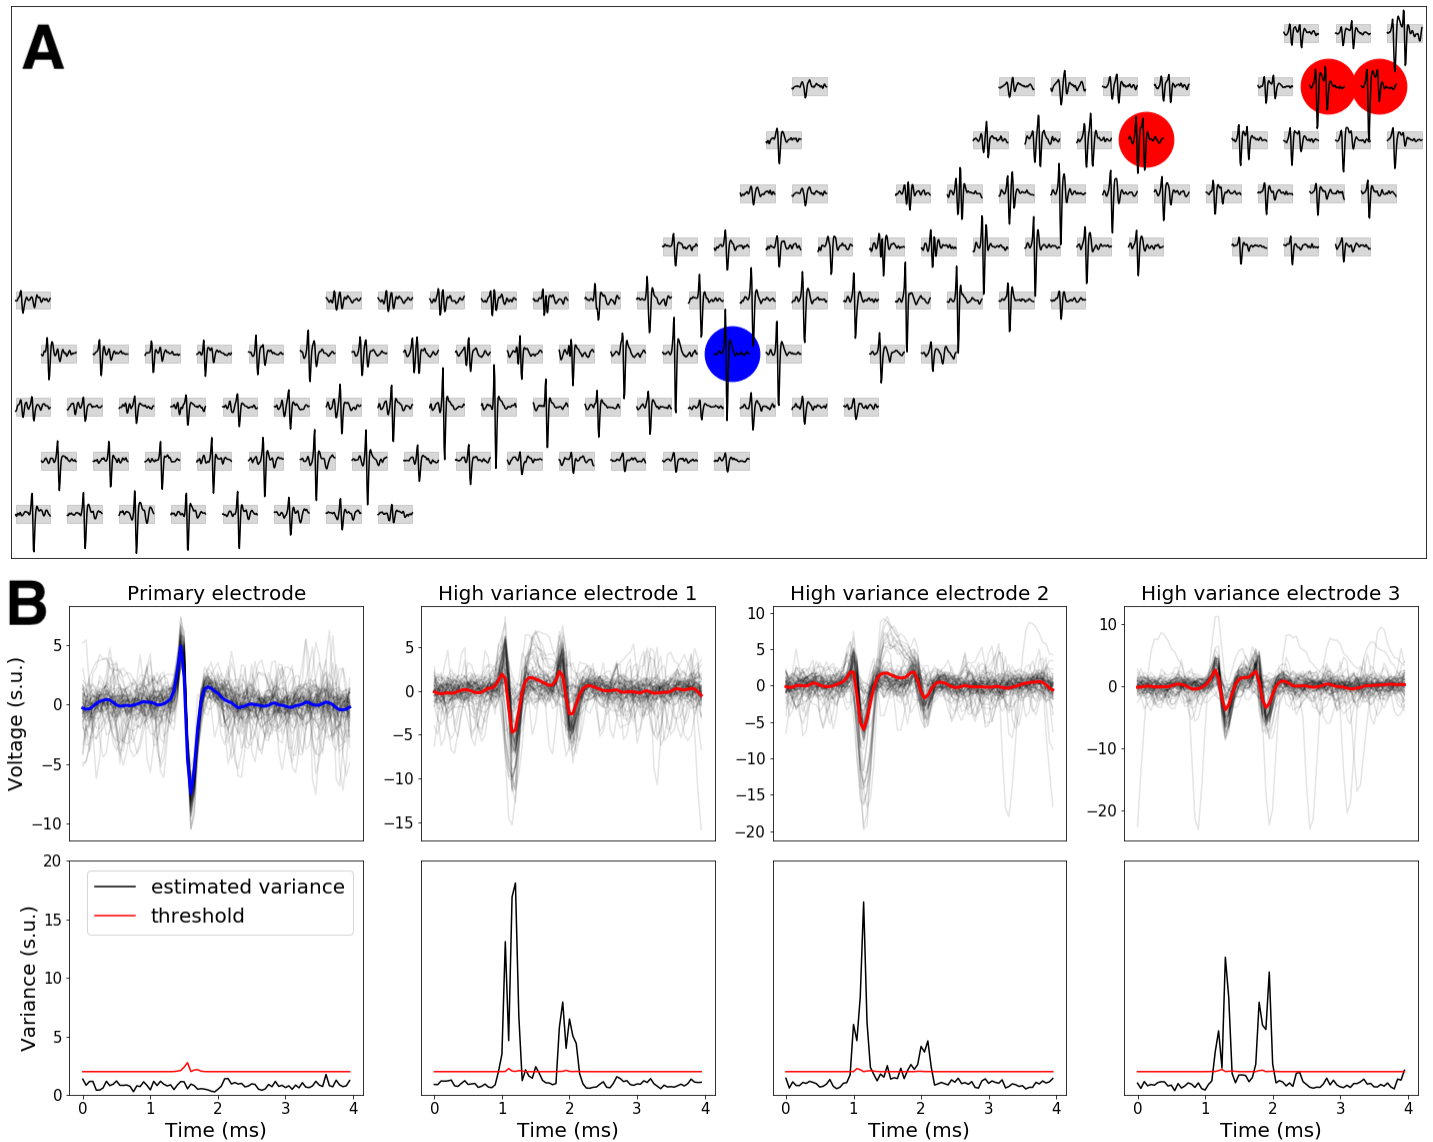 A
B
Primary electrode
High variance electrode 1
High variance electrode 2
High variance electrode 3
Voltage (s.u.)
5
0
−5
−10
5
0
−5
−10
−15
10
5
0
−5
−10
−15
−20
10
0
−10
−20
Variance (s.u.)
20
15
10
5
0
estimated variance
threshold
0 1 2 3 4
0 1 2 3 4
0 1 2 3 4
0 1 2 3 4
Time (ms)
Time (ms)
Time (ms)
Time (ms)